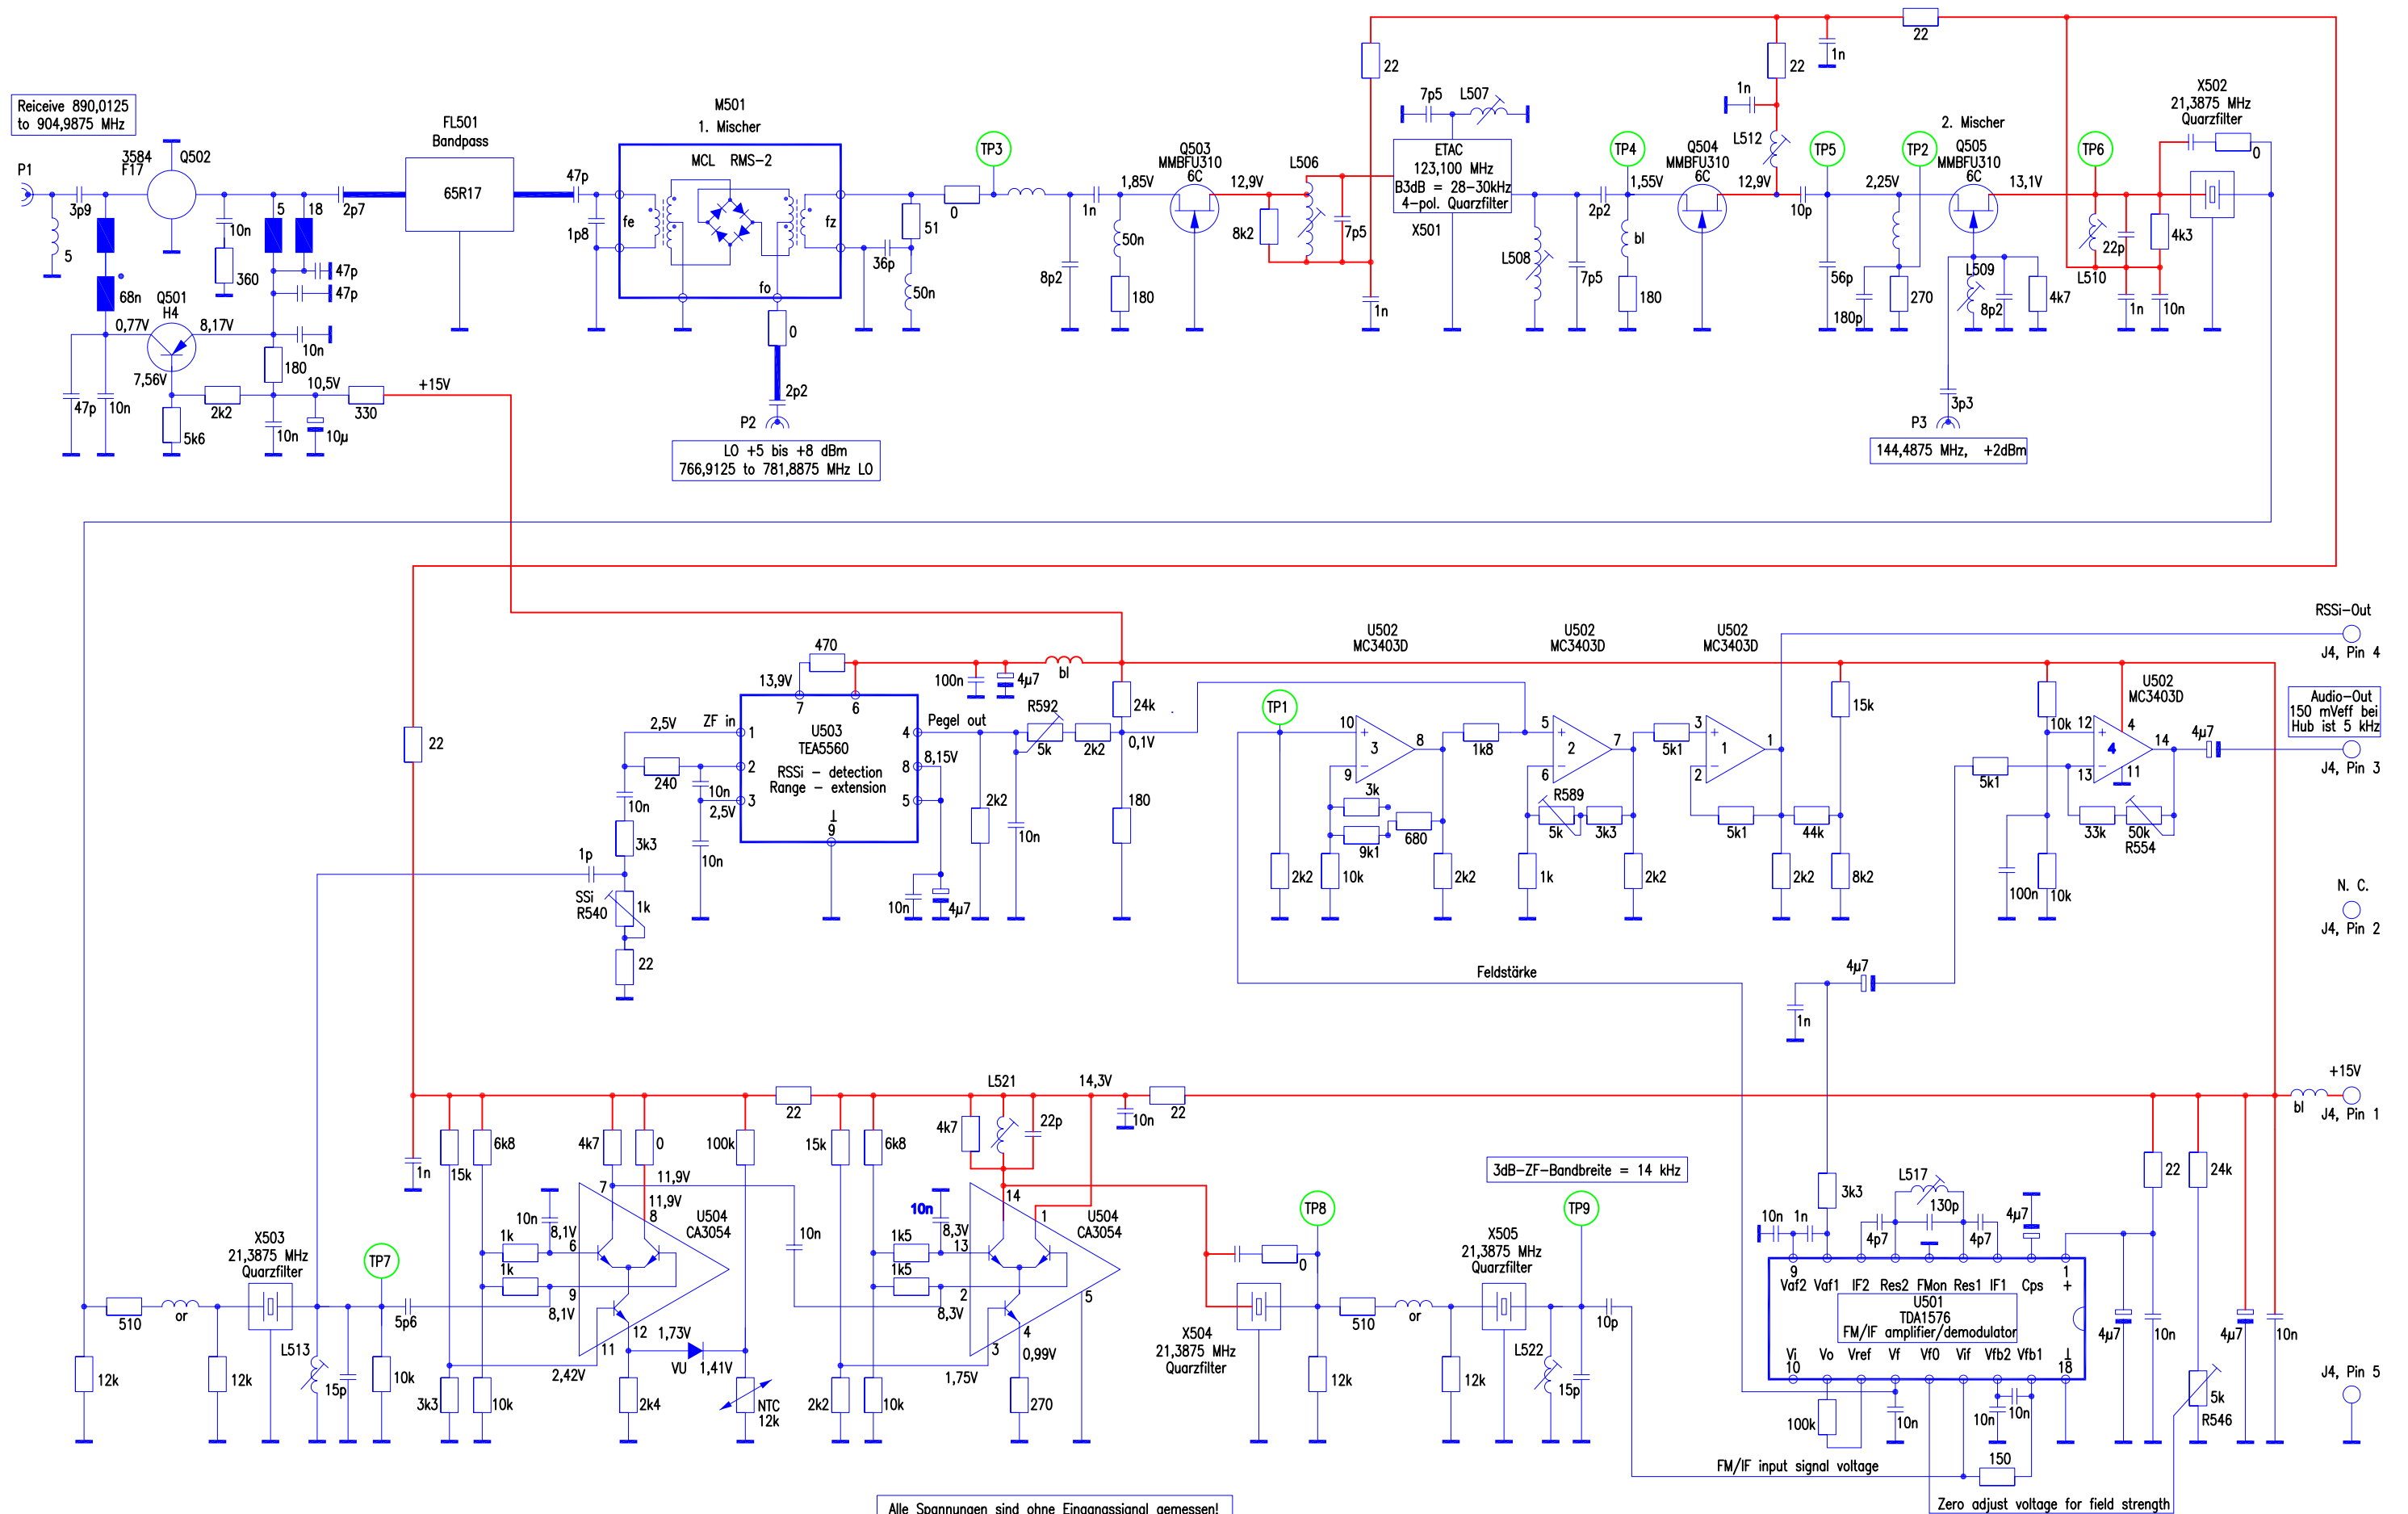 22
1n
22
22
1n
Reiceive 890,0125
to 904,9875 MHz
P1
3p9
5
3584
F17
Q502
68n
Q501
H4
0,77V
8,17V
7,56V
47p
10n
5k6
2k2
10n
360
5
18
47p
47p
10n
180
10,5V
10n
10µ
330
+15V
2p7
FL501
Bandpass
65R17
47p
1p8
M501
1. Mischer
MCL RMS-2
fe
fz
fo
0
2p2
P2
LO +5 bis +8 dBm
766,9125 to 781,8875 MHz LO
51
36p
50n
0
TP3
8p2
1n
1,85V
50n
180
Q503
MMBFU310
6C
12,9V
8k2
L506
7p5
1n
7p5
L507
ETAC
123,100 MHz
B3dB = 28-30kHz
4-pol. Quarzfilter
X501
L508
7p5
2p2
TP4
bl
180
1,55V
Q504
MMBFU310
6C
12,9V
L512
10p
TP5
56p
TP2
2,25V
180p
270
2. Mischer
Q505
MMBFU310
6C
13,1V
L509
8p2
4k7
3p3
P3
144,4875 MHz, +2dBm
TP6
L510
22p
4k3
1n
10n
X502
21,3875 MHz
Quarzfilter
0
RSSi-Out
J4, Pin 4
470
13,9V
100n
4µ7
bl
22
2,5V
ZF in
7
6
1
2
3
4
8
5
9
U503
TEA5560
RSSi - detection
Range - extension
⊥
240
10n
2,5V
10n
10n
3k3
1p
SSi
R540
1k
22
Pegel out
8,15V
10n
4µ7
2k2
10n
R592
5k
2k2
24k
0,1V
180
U502
MC3403D
U502
MC3403D
U502
MC3403D
TP1
10
9
3
8
2k2
3k
9k1
680
10k
2k2
1k8
5
6
2
7
R589
5k
3k3
1k
2k2
5k1
3
2
1
1
5k1
44k
2k2
15k
8k2
10k
U502
MC3403D
12
13
4
4
14
11
5k1
33k
50k
R554
100n
10k
4µ7
Audio-Out
150 mVeff bei
Hub ist 5 kHz
J4, Pin 3
N. C.
J4, Pin 2
Feldstärke
4µ7
1n
+15V
bl
J4, Pin 1
1n
15k
6k8
4k7
0
100k
22
15k
6k8
4k7
L521
22p
14,3V
10n
22
3dB-ZF-Bandbreite = 14 kHz
X503
21,3875 MHz
Quarzfilter
TP7
510
or
12k
12k
L513
15p
10k
5p6
3k3
10k
1k
1k
10n
8,1V
8,1V
6
9
7
8
11,9V
11,9V
U504
CA3054
11
12
2,42V
1,73V
VU
1,41V
2k4
NTC
12k
10n
2k2
10k
1k5
1k5
10n
8,3V
8,3V
13
2
14
1
U504
CA3054
5
4
3
1,75V
0,99V
270
X504
21,3875 MHz
Quarzfilter
0
TP8
12k
510
or
12k
X505
21,3875 MHz
Quarzfilter
TP9
L522
15p
10p
3k3
10n
1n
L517
130p
4p7
4p7
4µ7
9
1
Vaf2 Vaf1 IF2 Res2 FMon Res1 IF1 Cps +
U501
TDA1576
FM/IF amplifier/demodulator
Vi Vo Vref Vf Vf0 Vif Vfb2 Vfb1 ⊥
10
18
100k
10n
10n
10n
150
22
24k
4µ7
10n
4µ7
10n
5k
R546
J4, Pin 5
FM/IF input signal voltage
Zero adjust voltage for field strength
Alle Spannungen sind ohne Eingangssignal gemessen!